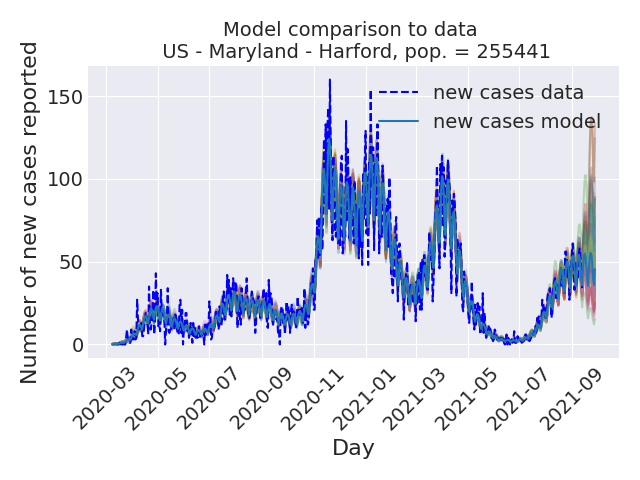 Model comparison to data
US - Maryland - Harford, pop. = 255441
Number of new cases reported
150
100
50
0
new cases data
new cases model
2020-03
2020-05
2020-07
2020-09
2020-11
2021-01
2021-03
2021-05
2021-07
2021-09
Day